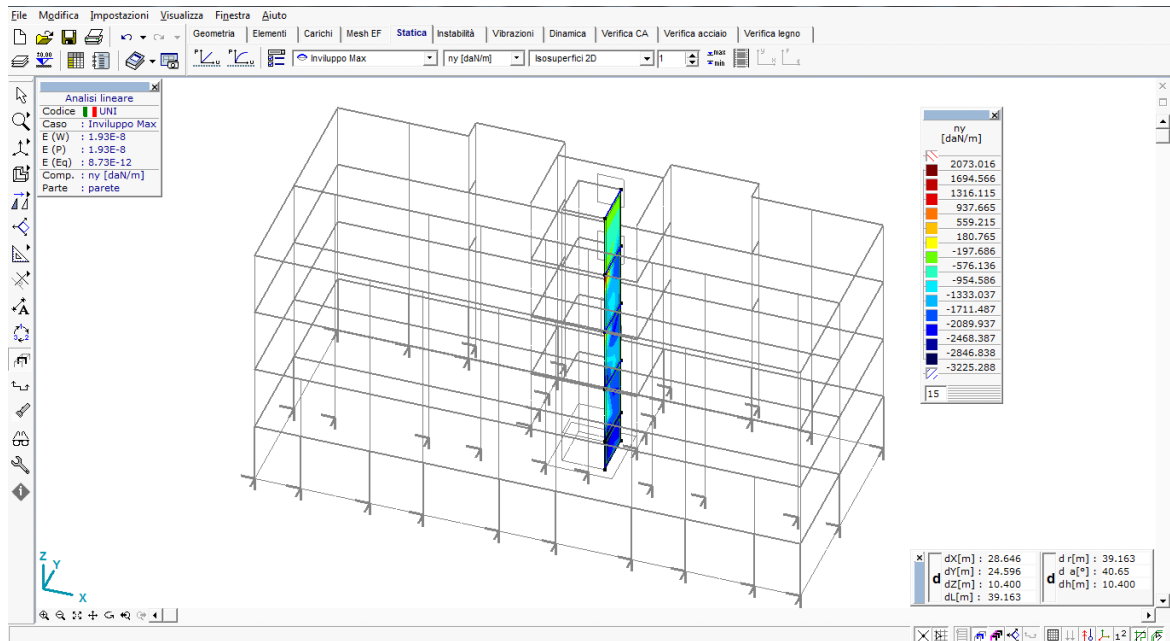 File Modifica Impostazioni Visualizza Finestra Aiuto
Geometria Elementi Carichi Mesh EF Statica Instabilità Vibrazioni Dinamica Verifica CA Verifica acciaio Verifica legno
Inviluppo Max ny [daN/m] Isosuperfici 2D 1
Analisi lineare
Codice UNI
Caso : Inviluppo Max
E (W) : 1.93E-8
E (P) : 1.93E-8
E (Eq) : 8.73E-12
Comp. : ny [daN/m]
Parte : parete
ny
[daN/m]
2073.016
1694.566
1316.115
937.665
559.215
180.765
-197.686
-576.136
-954.586
-1333.037
-1711.487
-2089.937
-2468.387
-2846.838
-3225.288
15
Z
Y
X
d
dX[m] : 28.646
dY[m] : 24.596
dZ[m] : 10.400
dL[m] : 39.163
d
d r[m] : 39.163
d a[°] : 40.65
dh[m] : 10.400